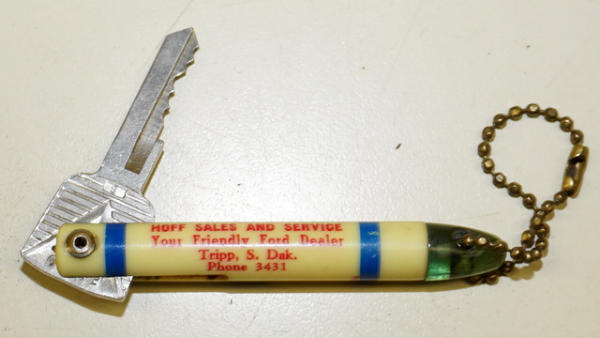 HOFF SALES AND SERVICE
Your Friendly Ford Dealer
Tripp, S. Dak.
Phone 3431